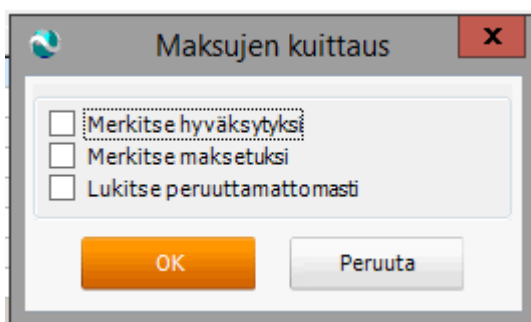 Maksujen kuittaus
x
Merkitse hyväksytyksi
Merkitse maksetuksi
Lukitse peruuttamattomasti
OK
Peruuta